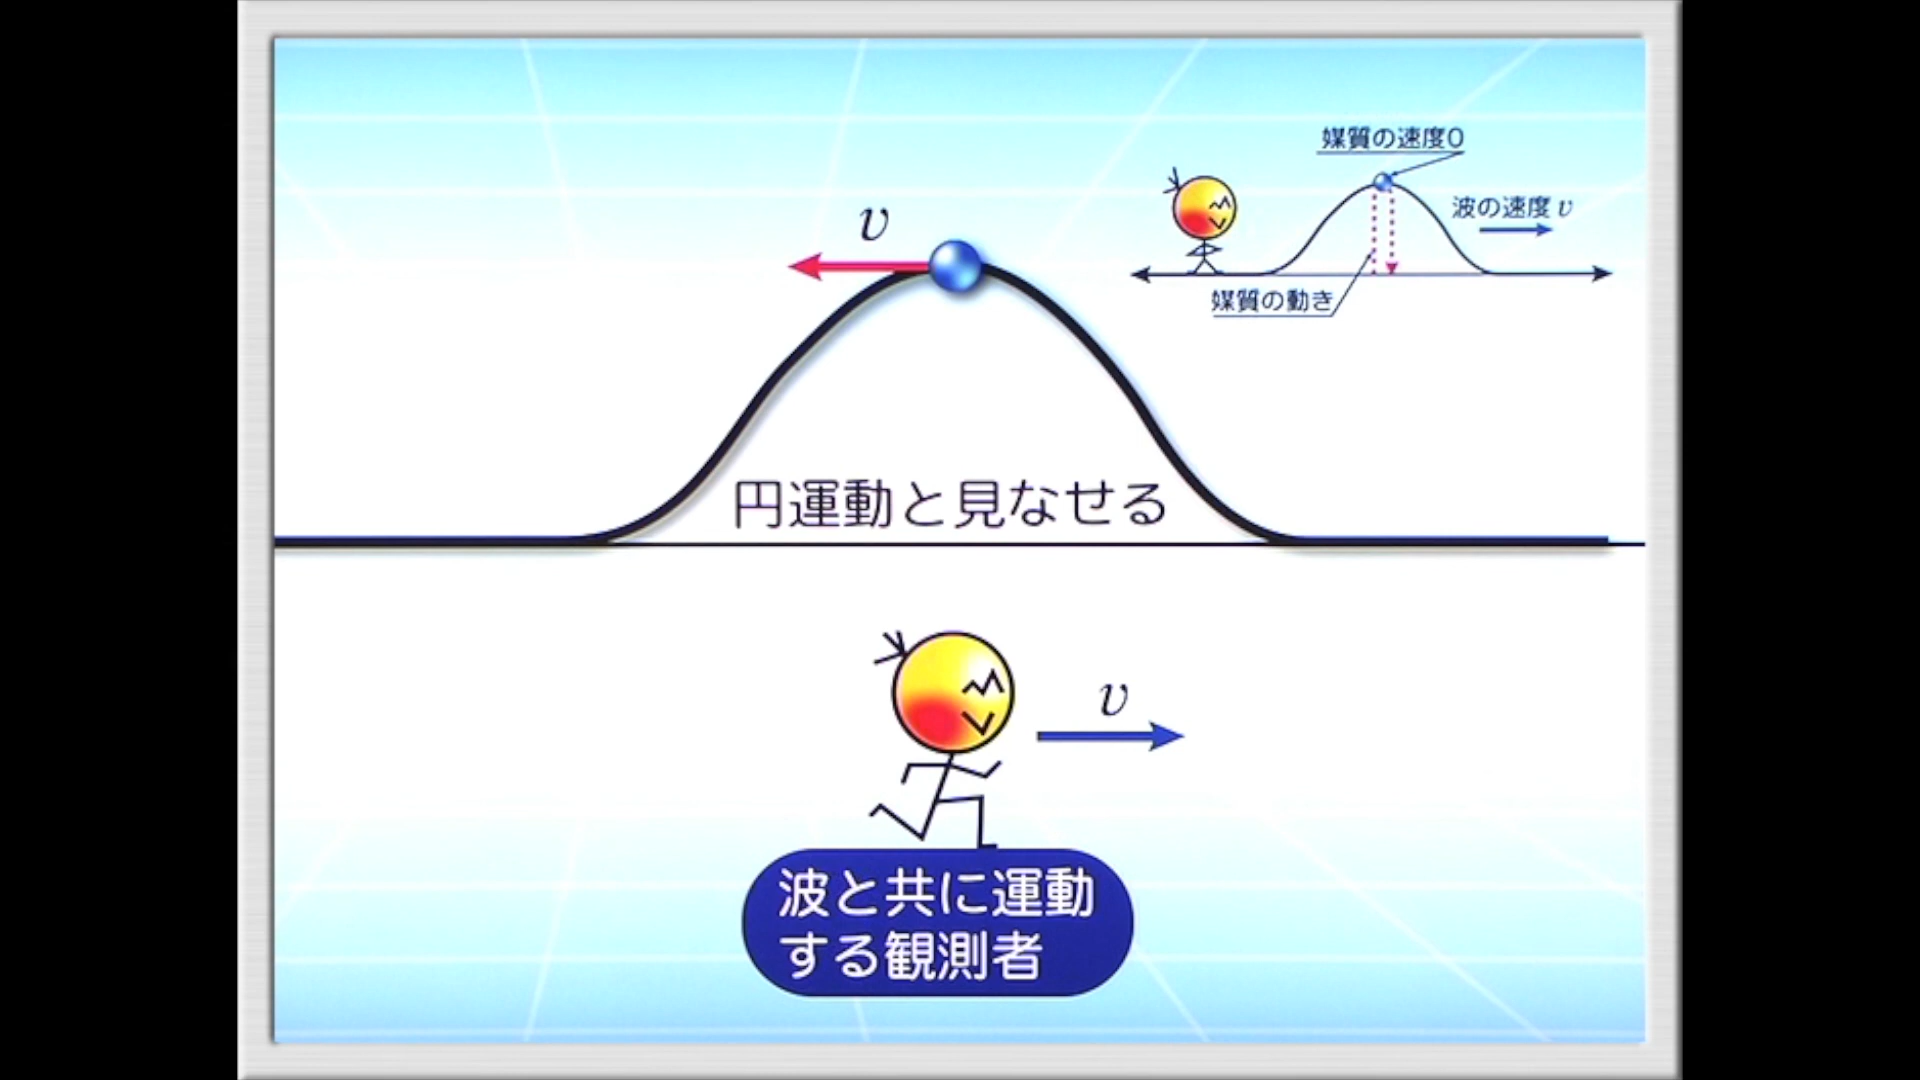 媒質の速度0
波の速度 v
媒質の動き
v
円運動と見なせる
v
波と共に運動
する観測者